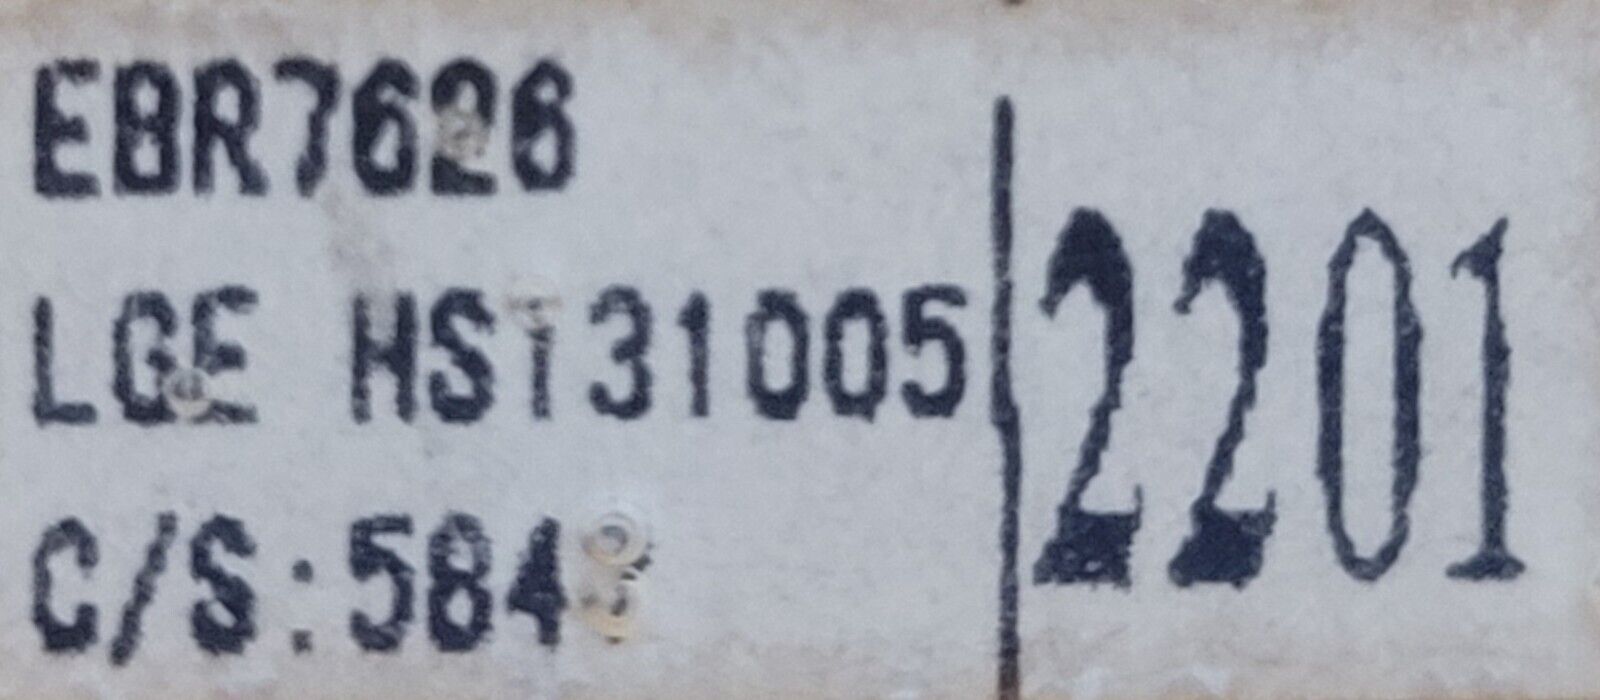 EBR7626
LGE HST31005
2201
C/S:584